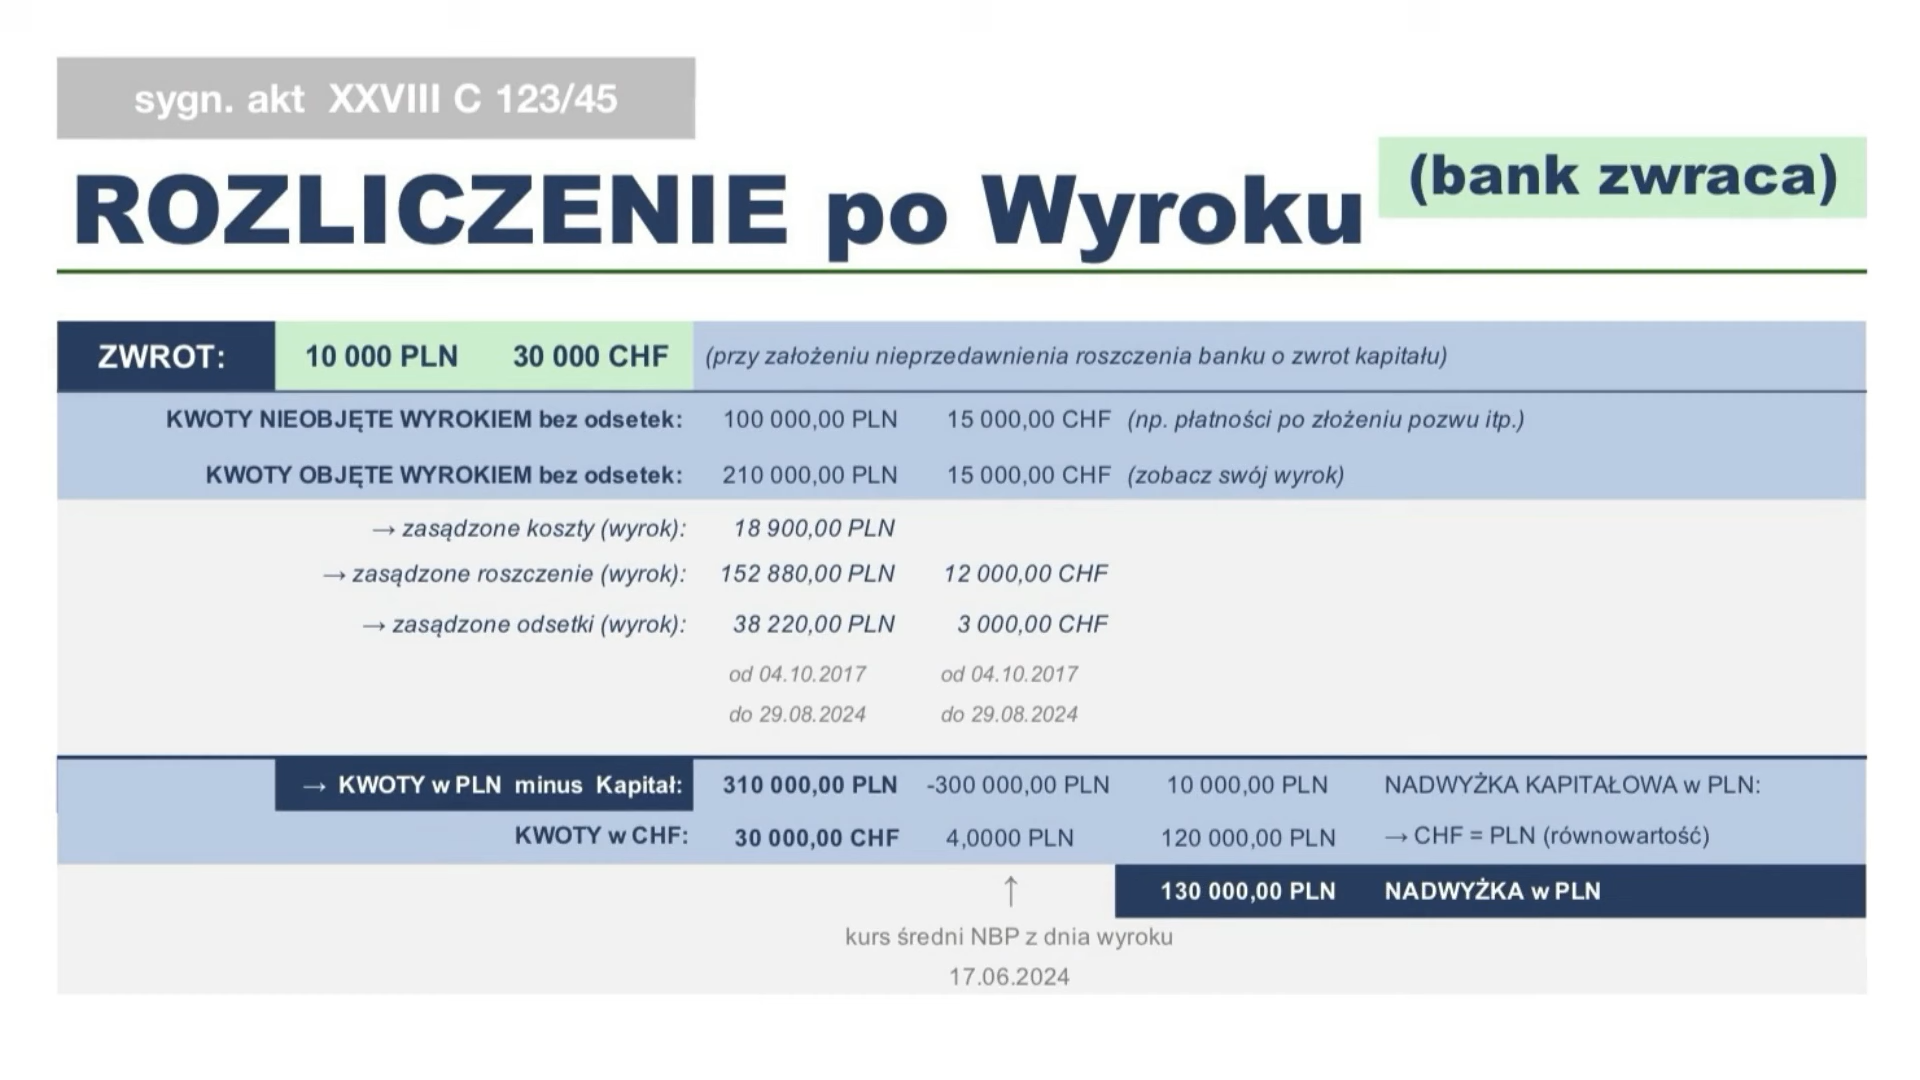 sygn. akt XXVIII C 123/45
ROZLICZENIE po Wyroku (bank zwraca)
ZWROT: 10 000 PLN 30 000 CHF (przy założeniu nieprzedawnienia roszczenia banku o zwrot kapitału)
KWOTY NIEOBJĘTE WYROKIEM bez odsetek: 100 000,00 PLN 15 000,00 CHF (np. płatności po złożeniu pozwu itp.)
KWOTY OBJĘTE WYROKIEM bez odsetek: 210 000,00 PLN 15 000,00 CHF (zobacz swój wyrok)
→ zasądzone koszty (wyrok): 18 900,00 PLN
→ zasądzone roszczenie (wyrok): 152 880,00 PLN 12 000,00 CHF
→ zasądzone odsetki (wyrok): 38 220,00 PLN 3 000,00 CHF
od 04.10.2017 od 04.10.2017
do 29.08.2024 do 29.08.2024
→ KWOTY w PLN minus Kapitał: 310 000,00 PLN -300 000,00 PLN 10 000,00 PLN NADWYŻKA KAPITAŁOWA w PLN:
KWOTY w CHF: 30 000,00 CHF 4,0000 PLN 120 000,00 PLN → CHF = PLN (równowartość)
↑ 130 000,00 PLN NADWYŻKA w PLN
kurs średni NBP z dnia wyroku
17.06.2024